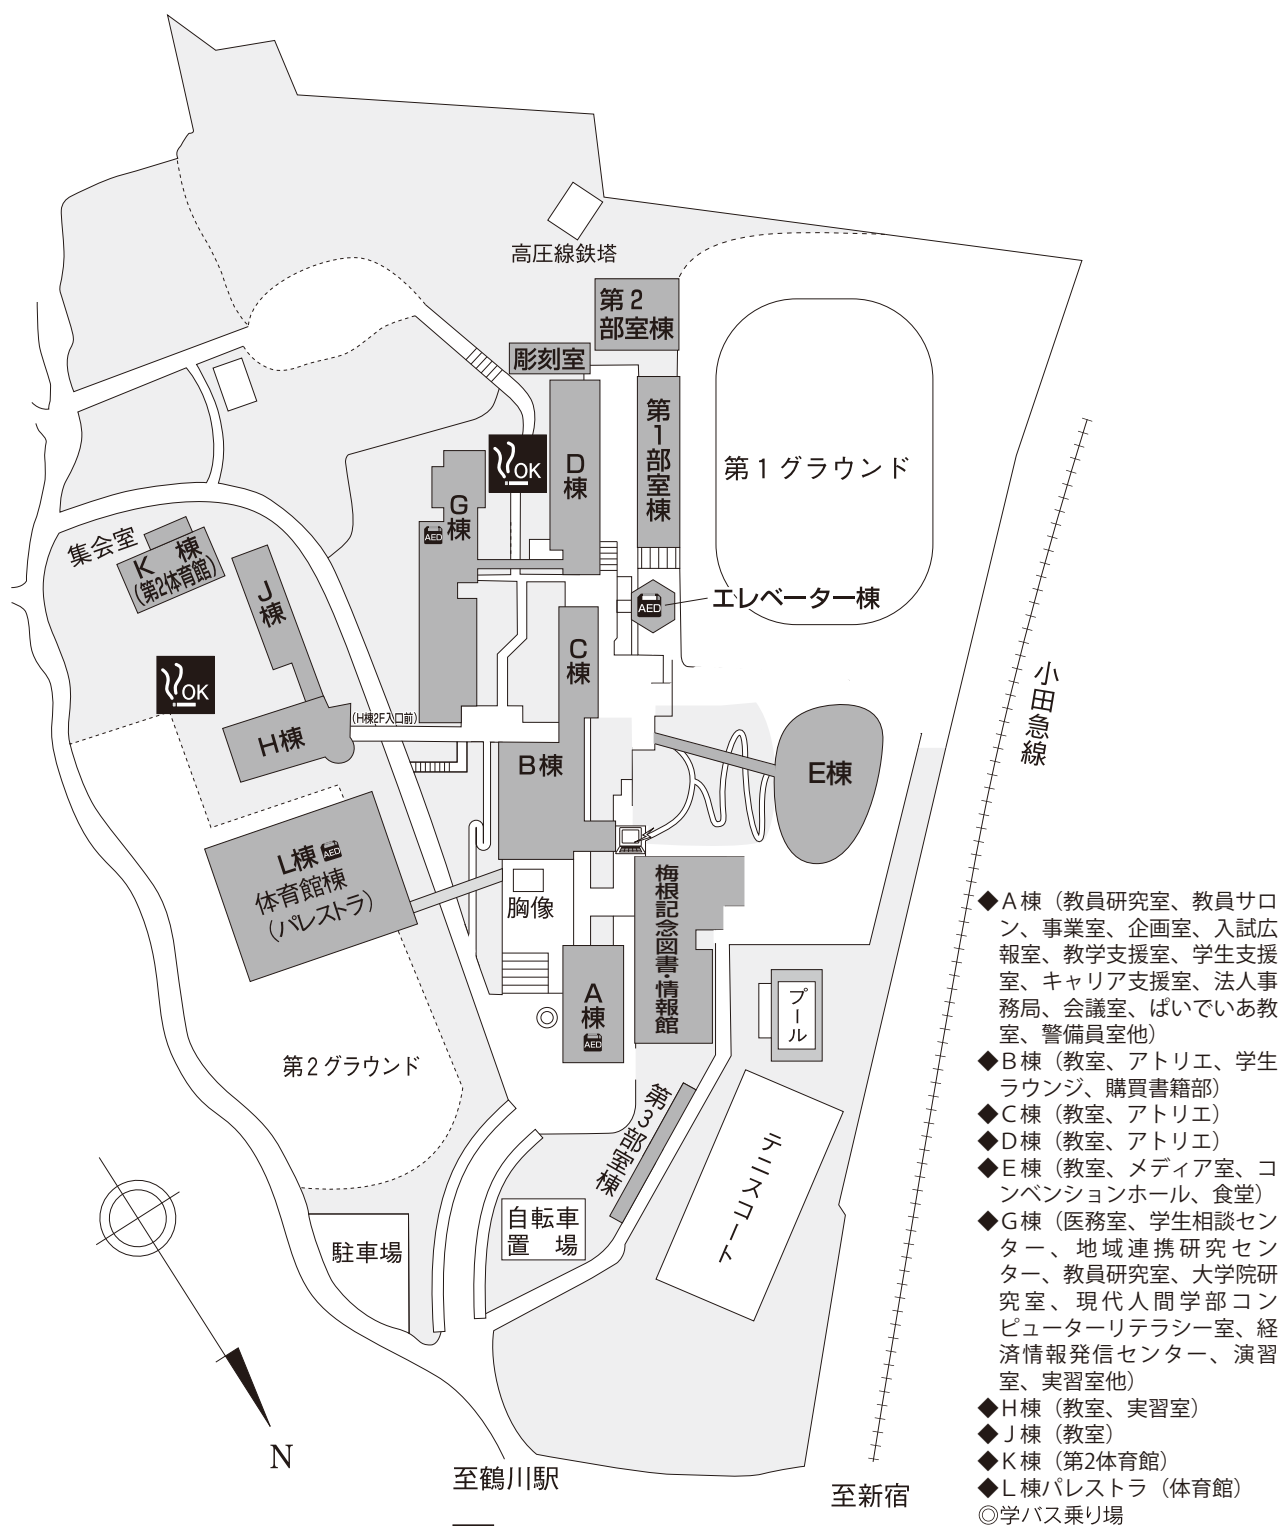 高圧線鉄塔
第2
部室棟
彫刻室
第1部室棟
D棟
OK
G棟
AED
第1グラウンド
集会室
K 棟
(第2体育館)
J棟
AED
エレベーター棟
C棟
OK
小田急線
(H棟2F入口前)
H棟
B棟
E棟
L棟
AED
体育館棟
(パレストラ)
胸像
梅根記念図書・情報館
A棟
AED
プール
第2グラウンド
第3部室棟
テニスコート
自転車
置 場
駐車場
N
至鶴川駅
至新宿
◆A棟（教員研究室、教員サロ
ン、事業室、企画室、入試広
報室、教学支援室、学生支援
室、キャリア支援室、法人事
務局、会議室、ぱいでいあ教
室、警備員室他）
◆B棟（教室、アトリエ、学生
ラウンジ、購買書籍部）
◆C棟（教室、アトリエ）
◆D棟（教室、アトリエ）
◆E棟（教室、メディア室、コ
ンベンションホール、食堂）
◆G棟（医務室、学生相談セン
ター、地域連携研究セン
ター、教員研究室、大学院研
究室、現代人間学部コン
ピューターリテラシー室、経
済情報発信センター、演習
室、実習室他）
◆H棟（教室、実習室）
◆J棟（教室）
◆K棟（第2体育館）
◆L棟パレストラ（体育館）
◎学バス乗り場